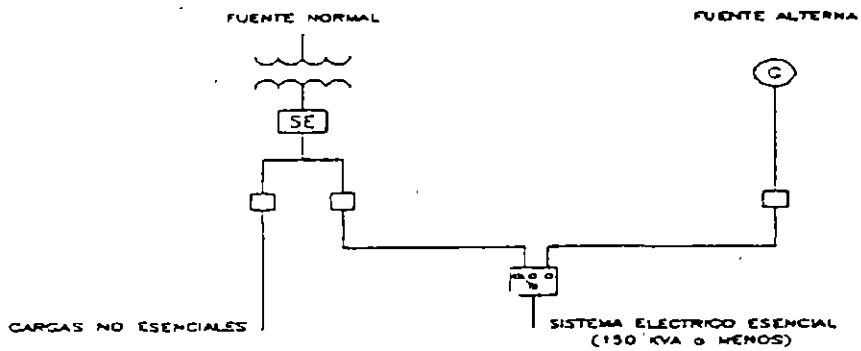 FUENTE NORMAL
FUENTE ALTERNA
G
SE
CARGAS NO ESENCIALES
SISTEMA ELECTRICO ESENCIAL
(150 KVA o MENOS)